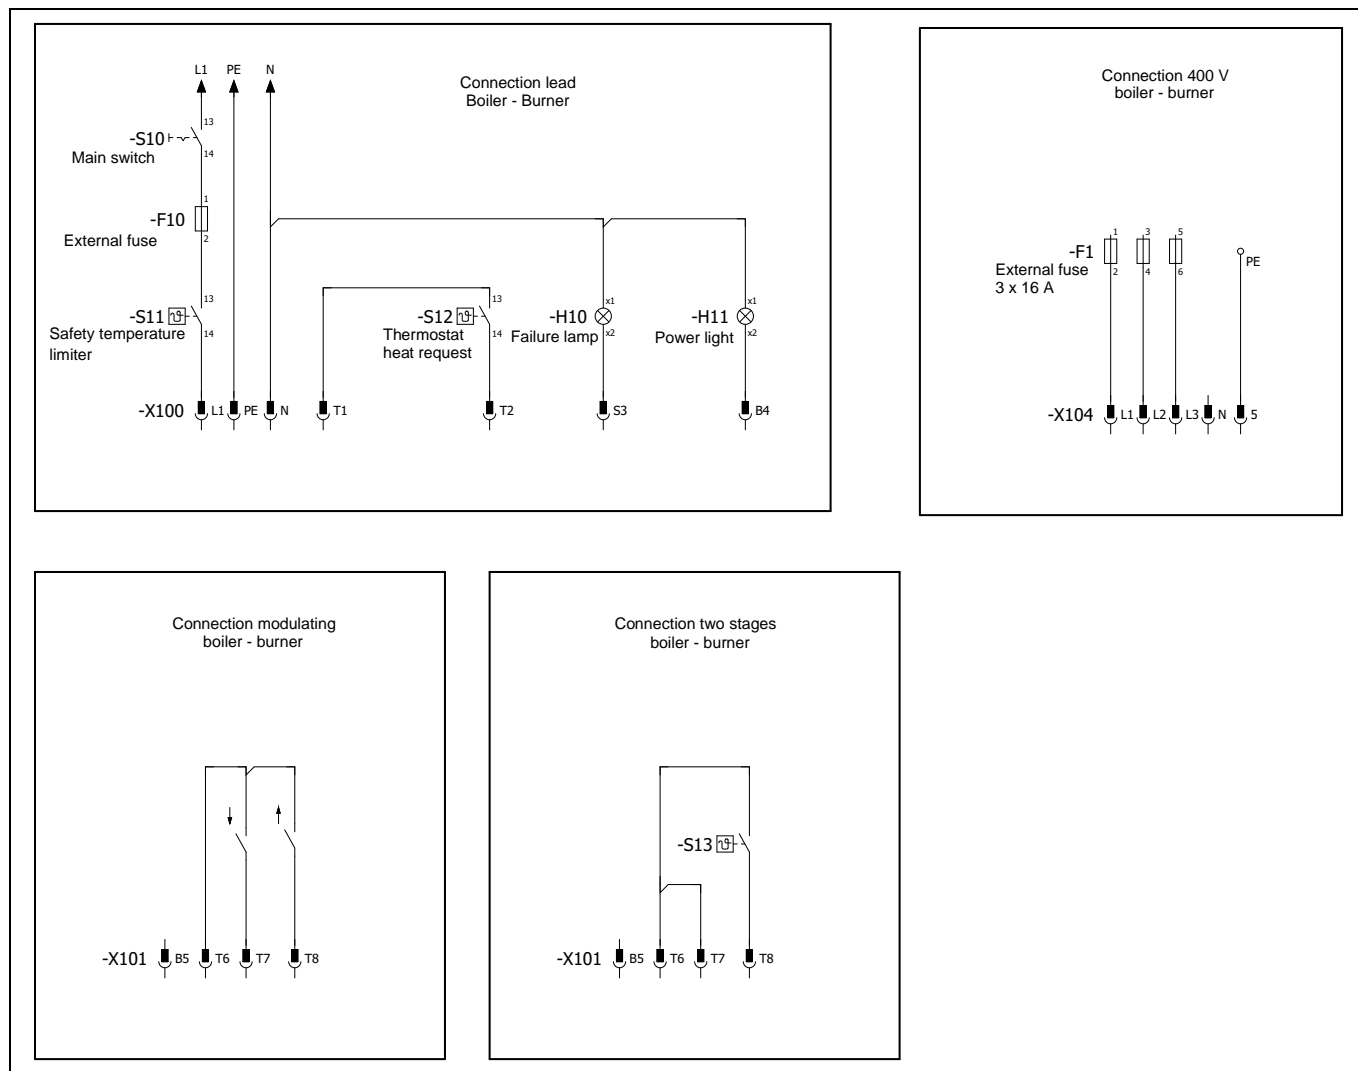 L1 PE N
Connection lead
Boiler - Burner
13
-S10
14
Main switch
1
-F10
2
External fuse
13
-S11
14
Safety temperature
limiter
13
-S12
14
Thermostat
heat request
x1
-H10
x2
Failure lamp
x1
-H11
x2
Power light
-X100 L1 PE N T1 T2 S3 B4
Connection 400 V
boiler - burner
1 3 5
-F1
2 4 6
External fuse
3 x 16 A
PE
-X104 L1 L2 L3 N 5
Connection modulating
boiler - burner
-X101 B5 T6 T7 T8
Connection two stages
boiler - burner
-S13
-X101 B5 T6 T7 T8